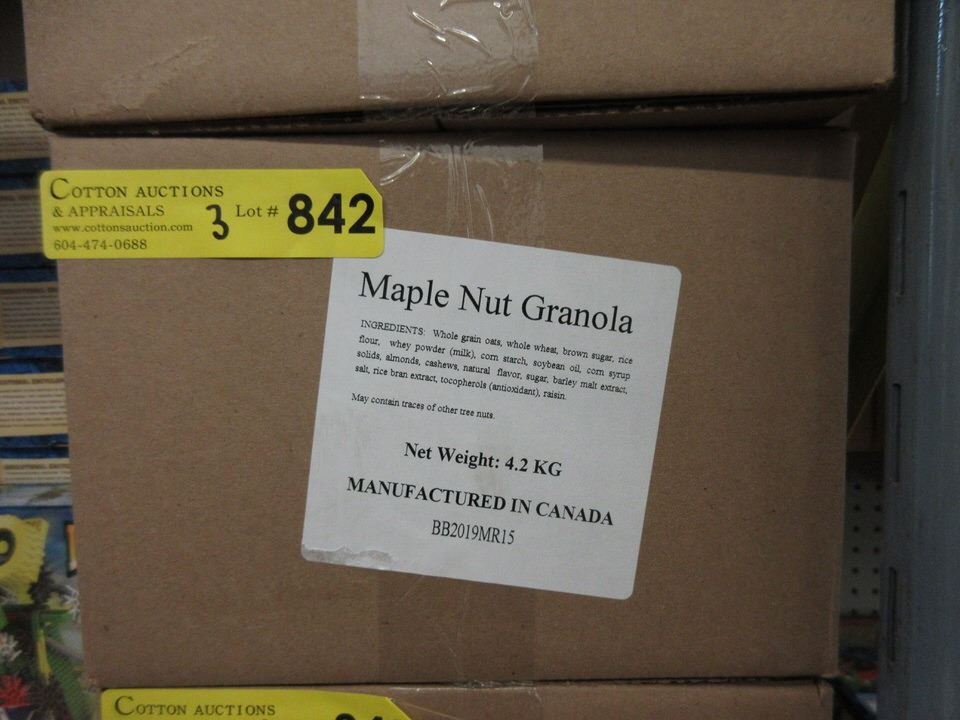 COTTON AUCTIONS
& APPRAISALS
www.cottonsauction.com
604-474-0688
3
Lot # 842
Maple Nut Granola
INGREDIENTS: Whole grain oats, whole wheat, brown sugar, rice
flour, whey powder (milk), corn starch, soybean oil, corn syrup
solids, almonds, cashews, natural flavor, sugar, barley malt extract,
salt, rice bran extract, tocopherols (antioxidant), raisin.
May contain traces of other tree nuts.
Net Weight: 4.2 KG
MANUFACTURED IN CANADA
BB2019MR15
COTTON AUCTIONS